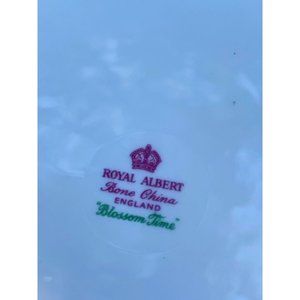 ROYAL ALBERT
Bone China
ENGLAND
"Blossom Time"